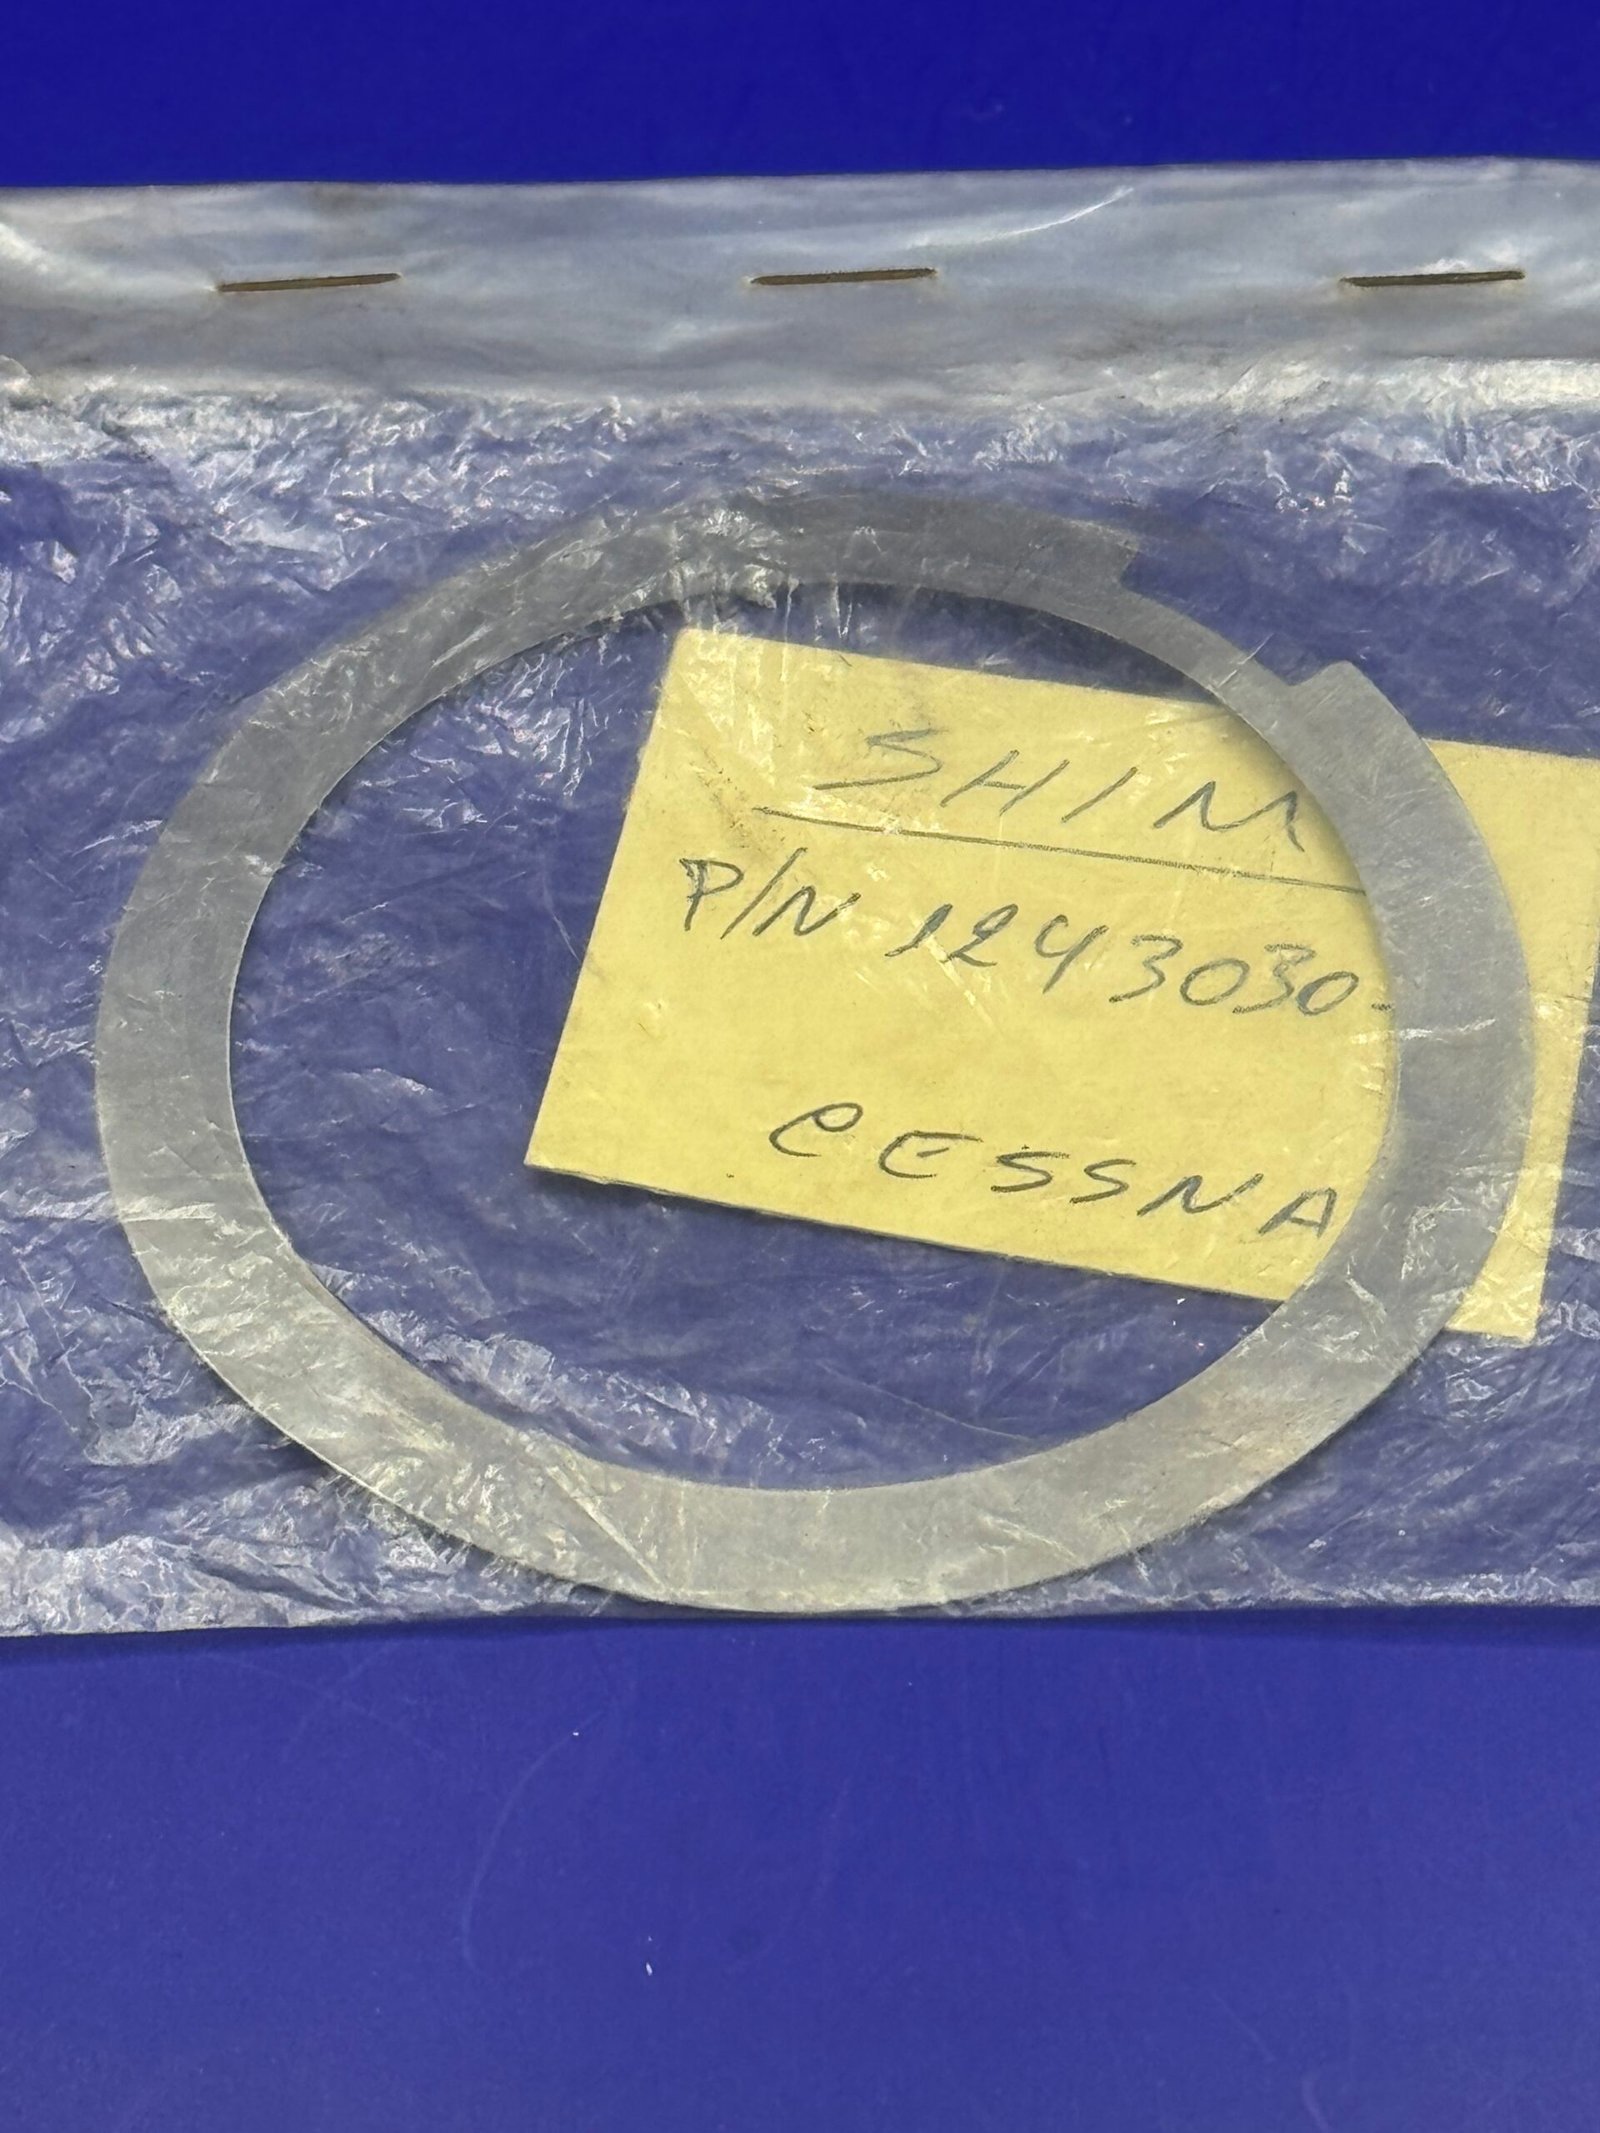 SHIM
P/N 1243030-
CESSNA